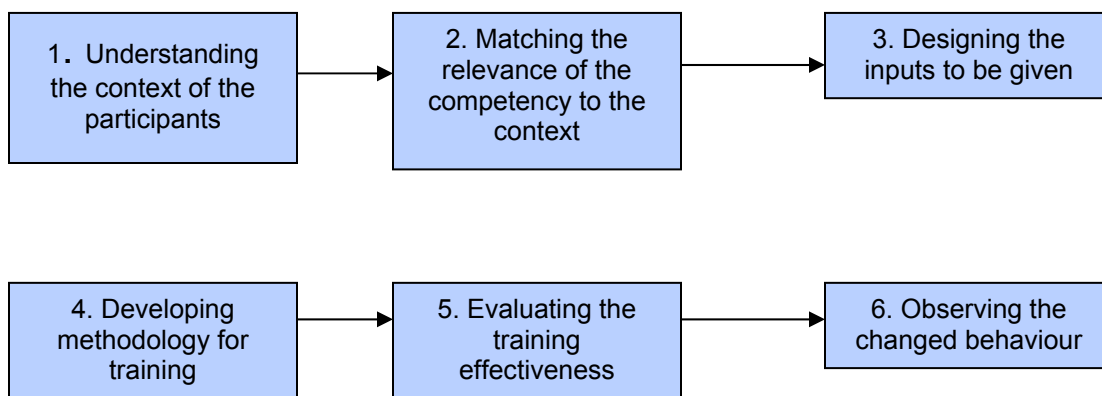 1. Understanding
the context of the
participants
2. Matching the
relevance of the
competency to the
context
3. Designing the
inputs to be given
4. Developing
methodology for
training
5. Evaluating the
training
effectiveness
6. Observing the
changed behaviour